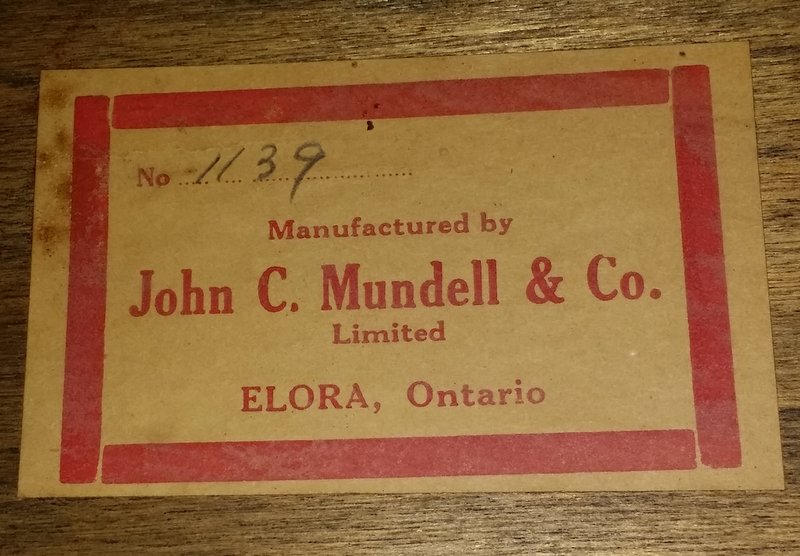 No 1139
Manufactured by
John C. Mundell & Co.
Limited
ELORA, Ontario